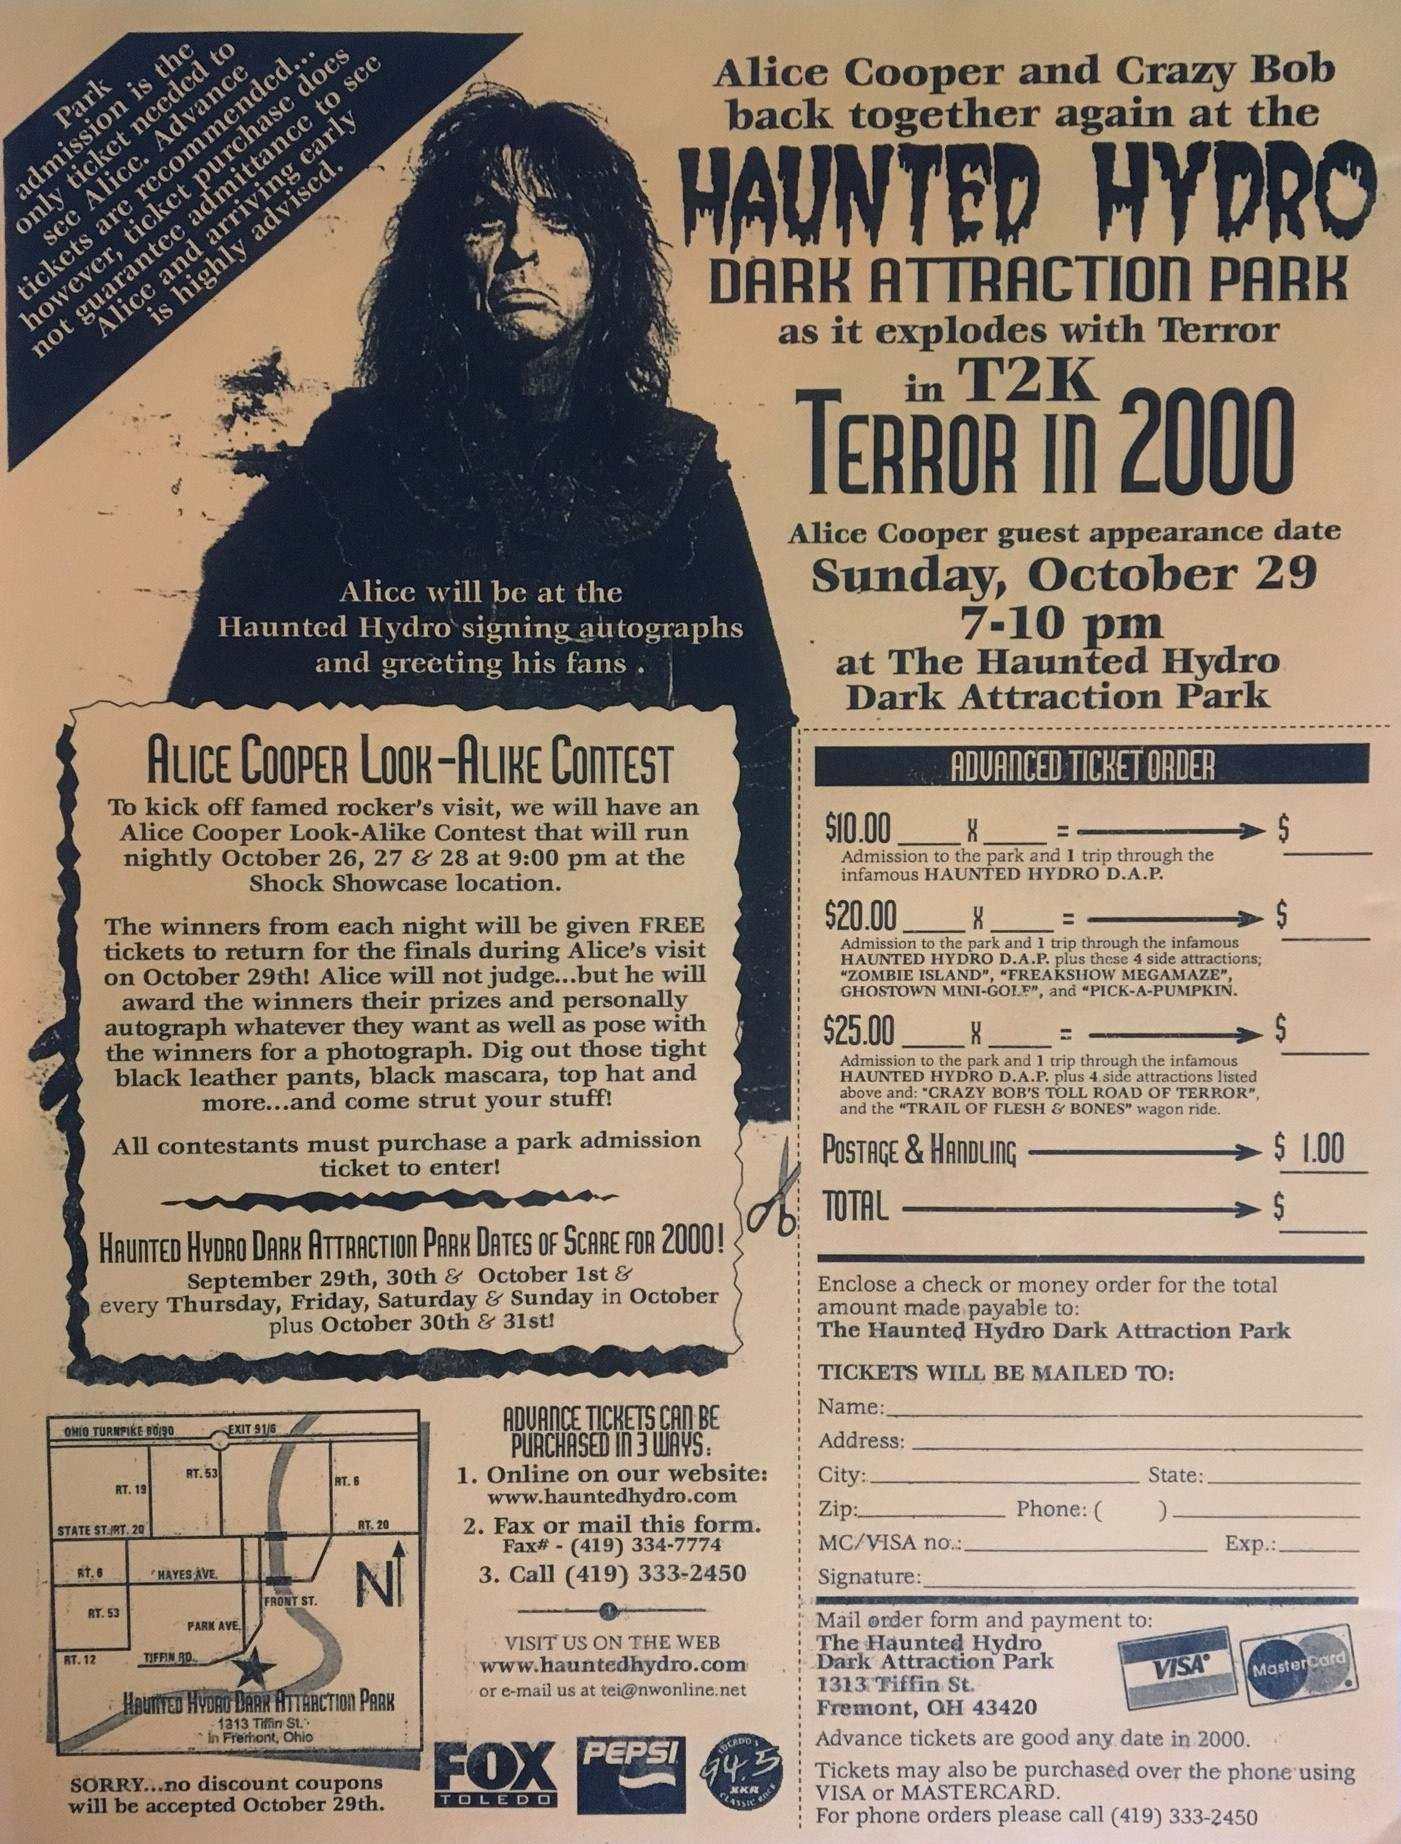 Park
admission is the
only ticket needed to
see Alice. Advance
tickets are recommended...
however, ticket purchase does
not guarantee admittance to see
Alice and arriving early
is highly advised.
Alice Cooper and Crazy Bob
back together again at the
HAUNTED HYDRO
DARK ATTRACTION PARK
as it explodes with Terror
in T2K
TERROR IN 2000
Alice Cooper guest appearance date
Sunday, October 29
7-10 pm
at The Haunted Hydro
Dark Attraction Park
Alice will be at the
Haunted Hydro signing autographs
and greeting his fans .
ALICE COOPER LOOK-ALIKE CONTEST
To kick off famed rocker's visit, we will have an
Alice Cooper Look-Alike Contest that will run
nightly October 26, 27 & 28 at 9:00 pm at the
Shock Showcase location.
The winners from each night will be given FREE
tickets to return for the finals during Alice's visit
on October 29th! Alice will not judge...but he will
award the winners their prizes and personally
autograph whatever they want as well as pose with
the winners for a photograph. Dig out those tight
black leather pants, black mascara, top hat and
more...and come strut your stuff!
All contestants must purchase a park admission
ticket to enter!
HAUNTED HYDRO DARK ATTRACTION PARK DATES OF SCARE FOR 2000!
September 29th, 30th & October 1st &
every Thursday, Friday, Saturday & Sunday in October
plus October 30th & 31st!
OHIO TURNPIKE 80/90
EXIT 91/6
RT. 19
RT. 53
RT. 6
STATE ST./RT. 20
RT. 20
RT. 6
HAYES AVE.
N
RT. 53
FRONT ST.
PARK AVE.
RT. 12
TIFFIN RD.
HAUNTED HYDRO DARK ATTRACTION PARK
1313 Tiffin St.
In Fremont, Ohio
SORRY...no discount coupons
will be accepted October 29th.
ADVANCE TICKETS CAN BE
PURCHASED IN 3 WAYS:
1. Online on our website:
www.hauntedhydro.com
2. Fax or mail this form.
Fax# - (419) 334-7774
3. Call (419) 333-2450
VISIT US ON THE WEB
www.hauntedhydro.com
or e-mail us at tei@nwonline.net
FOX
TOLEDO
PEPSI
TOLEDO'S
94.5
XKR
CLASSIC ROCK
ADVANCED TICKET ORDER
$10.00 ____ X ____ = $ ____
Admission to the park and 1 trip through the
infamous HAUNTED HYDRO D.A.P.
$20.00 ____ X ____ = $ ____
Admission to the park and 1 trip through the infamous
HAUNTED HYDRO D.A.P. plus these 4 side attractions;
"ZOMBIE ISLAND", "FREAKSHOW MEGAMAZE",
GHOSTOWN MINI-GOLF", and "PICK-A-PUMPKIN.
$25.00 ____ X ____ = $ ____
Admission to the park and 1 trip through the infamous
HAUNTED HYDRO D.A.P. plus 4 side attractions listed
above and: "CRAZY BOB'S TOLL ROAD OF TERROR",
and the "TRAIL OF FLESH & BONES" wagon ride.
POSTAGE & HANDLING $ 1.00
TOTAL $ ____
Enclose a check or money order for the total
amount made payable to:
The Haunted Hydro Dark Attraction Park
TICKETS WILL BE MAILED TO:
Name:
Address:
City: State:
Zip: Phone: ( )
MC/VISA no.: Exp.:
Signature:
Mail order form and payment to:
The Haunted Hydro
Dark Attraction Park
1313 Tiffin St.
Fremont, OH 43420
VISA
MasterCard
Advance tickets are good any date in 2000.
Tickets may also be purchased over the phone using
VISA or MASTERCARD.
For phone orders please call (419) 333-2450